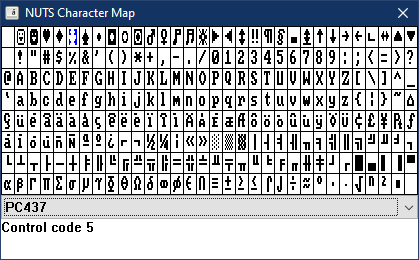 NUTS Character Map
☺ ☻ ♥ ♦ ♣ ♠ • ◘ ○ ◙ ♂ ♀ ♪ ♫ ☼ ► ◄ ↕ ‼ ¶ § ▬ ↨ ↑ ↓ → ← ∟ ↔ ▲ ▼
! " # $ % & ' ( ) * + , - . / 0 1 2 3 4 5 6 7 8 9 : ; < = > ?
@ A B C D E F G H I J K L M N O P Q R S T U V W X Y Z [ \ ] ^ _
` a b c d e f g h i j k l m n o p q r s t u v w x y z { | } ~ ⌂
Ç ü é â ä à å ç ê ë è ï î ì Ä Å É æ Æ ô ö ò û ù ÿ Ö Ü ¢ £ ¥ ₧ ƒ
á í ó ú ñ Ñ ª º ¿ ⌐ ¬ ½ ¼ ¡ « » ░ ▒ ▓ │ ┤ ╡ ╢ ╖ ╕ ╣ ║ ╗ ╝ ╜ ╛ ┐
└ ┴ ┬ ├ ─ ┼ ╞ ╟ ╚ ╔ ╩ ╦ ╠ ═ ╬ ╧ ╨ ╤ ╥ ╙ ╘ ╒ ╓ ╫ ╪ ┘ ┌ █ ▄ ▌ ▐ ▀
α β Γ π Σ σ µ γ Φ Θ Ω δ ∞ φ ε ∩ ≡ ± ≥ ≤ ⌠ ⌡ ÷ ≈ ° ∙ · √ ⁿ ² ■
PC437
Control code 5